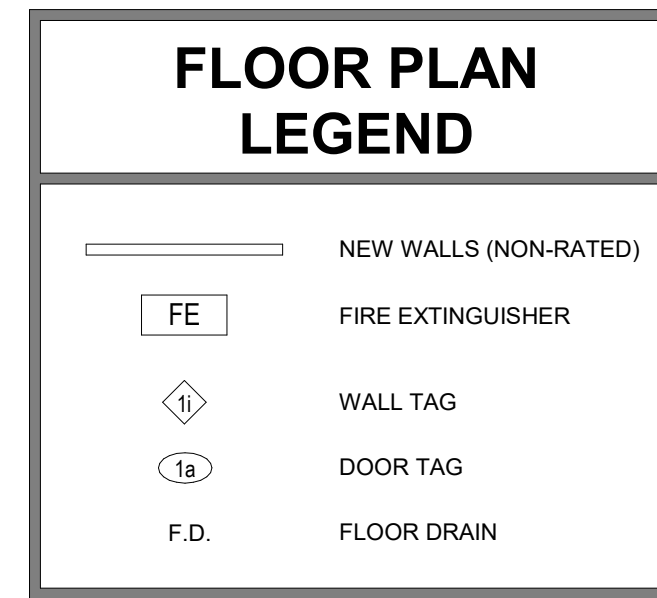 FLOOR PLAN
LEGEND
NEW WALLS (NON-RATED)
FE FIRE EXTINGUISHER
1i WALL TAG
1a DOOR TAG
F.D. FLOOR DRAIN